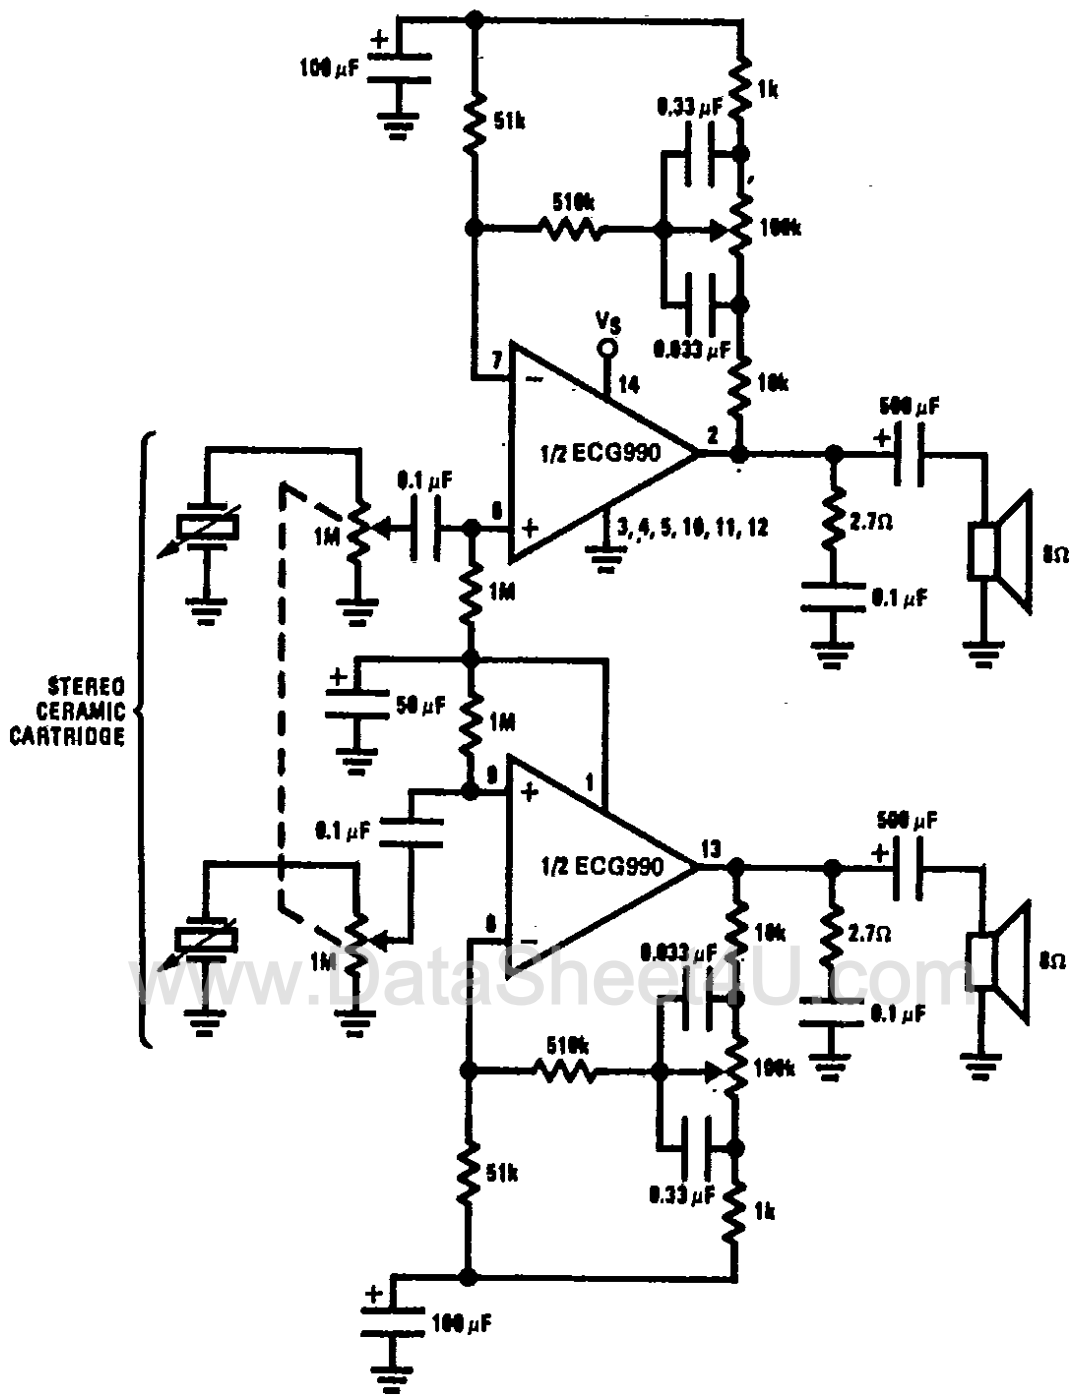 +
100 µF
51k
1k
0.33 µF
510k
100k
0.033 µF
10k
VS
14
7
−
1/2 ECG990
2
6
+
3, 4, 5, 10, 11, 12
+
500 µF
2.7Ω
0.1 µF
8Ω
0.1 µF
1M
1M
STEREO
CERAMIC
CARTRIDGE
+
50 µF
1M
9
+
1
0.1 µF
1/2 ECG990
13
8
−
1M
+
500 µF
10k
2.7Ω
0.1 µF
8Ω
0.033 µF
www.DataSheet4U.com
510k
100k
51k
0.33 µF
1k
+
100 µF